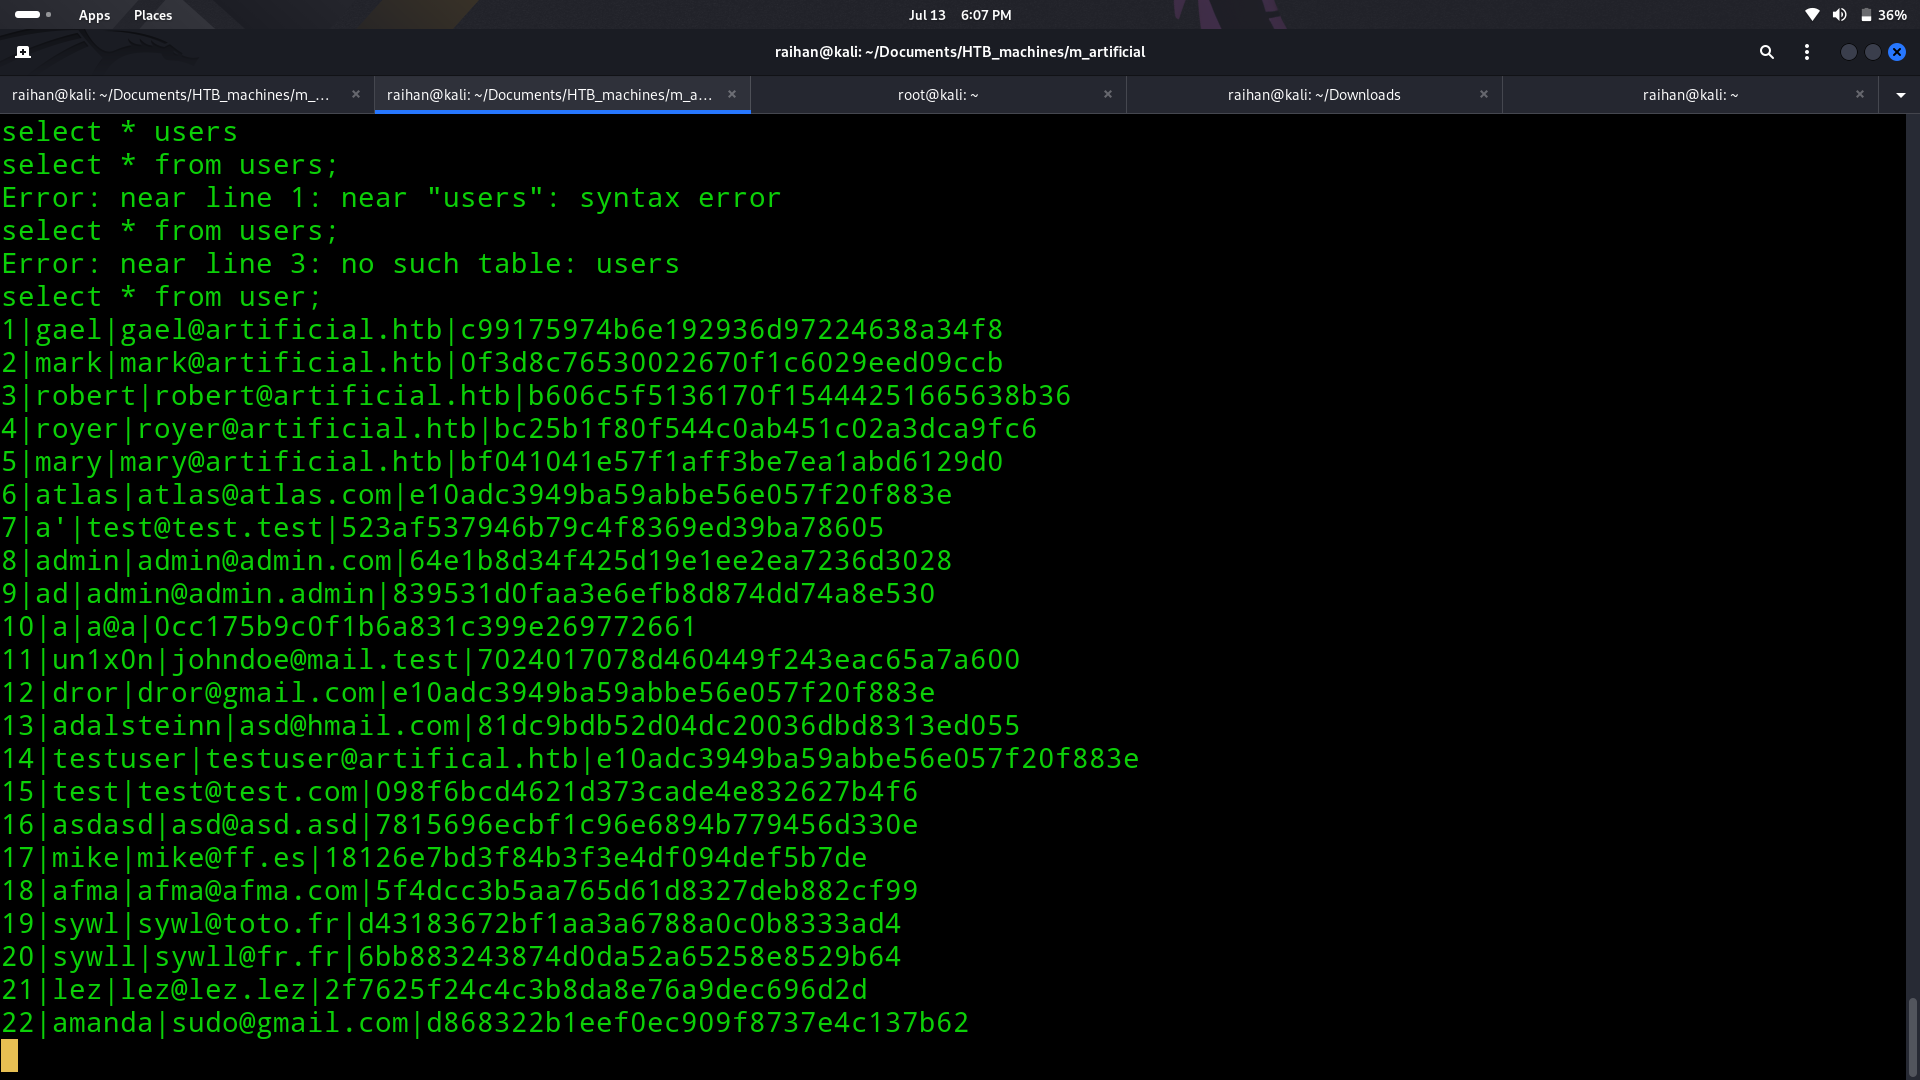 Apps Places Jul 13 6:07 PM 36%
raihan@kali: ~/Documents/HTB_machines/m_artificial
raihan@kali: ~/Documents/HTB_machines/m_... raihan@kali: ~/Documents/HTB_machines/m_a... root@kali: ~ raihan@kali: ~/Downloads raihan@kali: ~
select * users
select * from users;
Error: near line 1: near "users": syntax error
select * from users;
Error: near line 3: no such table: users
select * from user;
1|gael|gael@artificial.htb|c99175974b6e192936d97224638a34f8
2|mark|mark@artificial.htb|0f3d8c76530022670f1c6029eed09ccb
3|robert|robert@artificial.htb|b606c5f5136170f15444251665638b36
4|royer|royer@artificial.htb|bc25b1f80f544c0ab451c02a3dca9fc6
5|mary|mary@artificial.htb|bf041041e57f1aff3be7ea1abd6129d0
6|atlas|atlas@atlas.com|e10adc3949ba59abbe56e057f20f883e
7|a'|test@test.test|523af537946b79c4f8369ed39ba78605
8|admin|admin@admin.com|64e1b8d34f425d19e1ee2ea7236d3028
9|ad|admin@admin.admin|839531d0faa3e6efb8d874dd74a8e530
10|a|a@a|0cc175b9c0f1b6a831c399e269772661
11|un1x0n|johndoe@mail.test|7024017078d460449f243eac65a7a600
12|dror|dror@gmail.com|e10adc3949ba59abbe56e057f20f883e
13|adalsteinn|asd@hmail.com|81dc9bdb52d04dc20036dbd8313ed055
14|testuser|testuser@artifical.htb|e10adc3949ba59abbe56e057f20f883e
15|test|test@test.com|098f6bcd4621d373cade4e832627b4f6
16|asdasd|asd@asd.asd|7815696ecbf1c96e6894b779456d330e
17|mike|mike@ff.es|18126e7bd3f84b3f3e4df094def5b7de
18|afma|afma@afma.com|5f4dcc3b5aa765d61d8327deb882cf99
19|sywl|sywl@toto.fr|d43183672bf1aa3a6788a0c0b8333ad4
20|sywll|sywll@fr.fr|6bb883243874d0da52a65258e8529b64
21|lez|lez@lez.lez|2f7625f24c4c3b8da8e76a9dec696d2d
22|amanda|sudo@gmail.com|d868322b1eef0ec909f8737e4c137b62